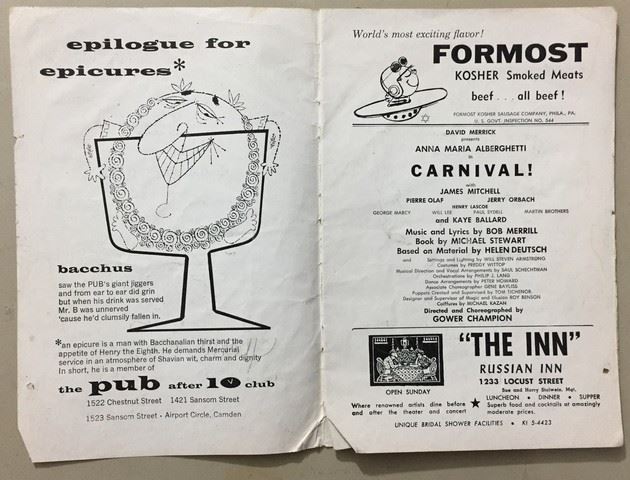 epilogue for
epicures*
bacchus
saw the PUB's giant jiggers
and from ear to ear did grin
but when his drink was served
Mr. B was unnerved
'cause he'd clumsily fallen in.
*an epicure is a man with Bacchanalian thirst and the
appetite of Henry the Eighth. He demands Mercurial
service in an atmosphere of Shavian wit, charm and dignity
In short, he is a member of
the pub after 10 club
1522 Chestnut Street 1421 Sansom Street
1523 Sansom Street • Airport Circle, Camden
World's most exciting flavor!
FORMOST
KOSHER Smoked Meats
beef . . . all beef !
FORMOST KOSHER SAUSAGE COMPANY, PHILA., PA.
U. S. GOVT. INSPECTION NO. 544
DAVID MERRICK
presents
ANNA MARIA ALBERGHETTI
in
CARNIVAL!
with
JAMES MITCHELL
PIERRE OLAF JERRY ORBACH
HENRY LASCOE
GEORGE MARCY WILL LEE PAUL SYDELL MARTIN BROTHERS
and KAYE BALLARD
Music and Lyrics by BOB MERRILL
Book by MICHAEL STEWART
Based on Material by HELEN DEUTSCH
and Settings and Lighting by WILL STEVEN ARMSTRONG
Costumes by FREDDY WITTOP
Musical Direction and Vocal Arrangements by SAUL SCHECHTMAN
Orchestrations by PHILIP J. LANG
Dance Arrangements by PETER HOWARD
Associate Choreographer GENE BAYLISS
Puppets Created and Supervised by TOM TICHENOR
Designer and Supervisor of Magic and Illusion ROY BENSON
Coiffures by MICHAEL KAZAN
Directed and Choreographed by
GOWER CHAMPION
"THE INN"
RUSSIAN INN
1233 LOCUST STREET
Sue and Harry Stolwein, Mgt.
LUNCHEON • DINNER • SUPPER
OPEN SUNDAY
Where renowned artists dine before
and after the theater and concert
Superb food and cocktails at amazingly
moderate prices.
UNIQUE BRIDAL SHOWER FACILITIES • KI 5-4423